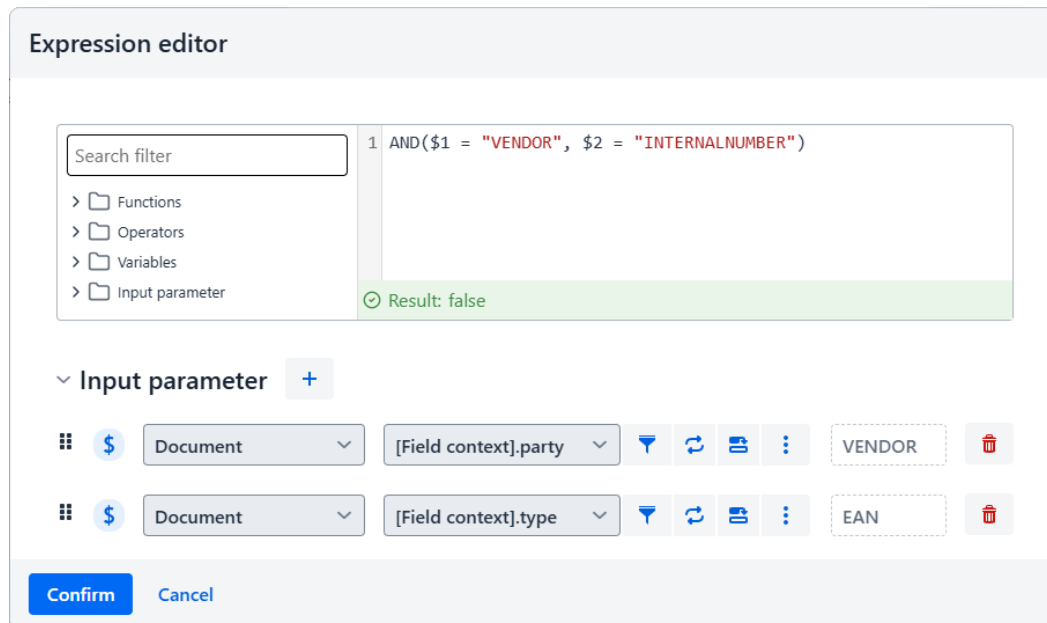 Expression editor
Search filter
Functions
Operators
Variables
Input parameter
1 AND($1 = "VENDOR", $2 = "INTERNALNUMBER")
Result: false
Input parameter +
$ Document [Field context].party VENDOR
$ Document [Field context].type EAN
Confirm Cancel